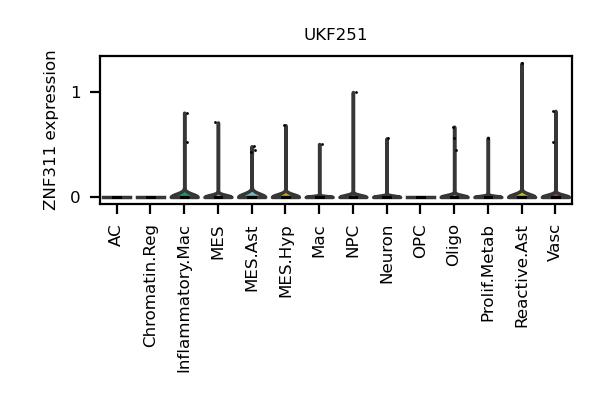 UKF251
ZNF311 expression
1
0
AC
Chromatin.Reg
Inflammatory.Mac
MES
MES.Ast
MES.Hyp
Mac
NPC
Neuron
OPC
Oligo
Prolif.Metab
Reactive.Ast
Vasc